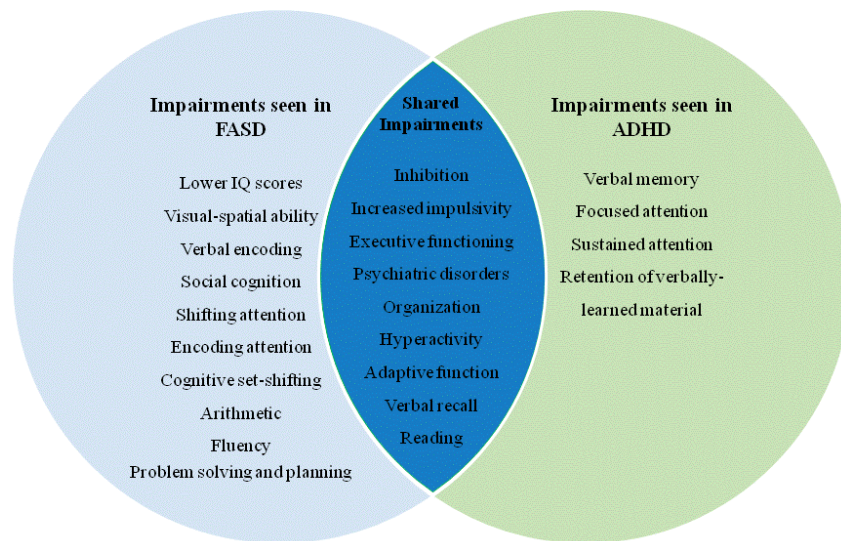 Impairments seen in
FASD
Lower IQ scores
Visual-spatial ability
Verbal encoding
Social cognition
Shifting attention
Encoding attention
Cognitive set-shifting
Arithmetic
Fluency
Problem solving and planning
Shared
Impairments
Inhibition
Increased impulsivity
Executive functioning
Psychiatric disorders
Organization
Hyperactivity
Adaptive function
Verbal recall
Reading
Impairments seen in
ADHD
Verbal memory
Focused attention
Sustained attention
Retention of verbally-
learned material